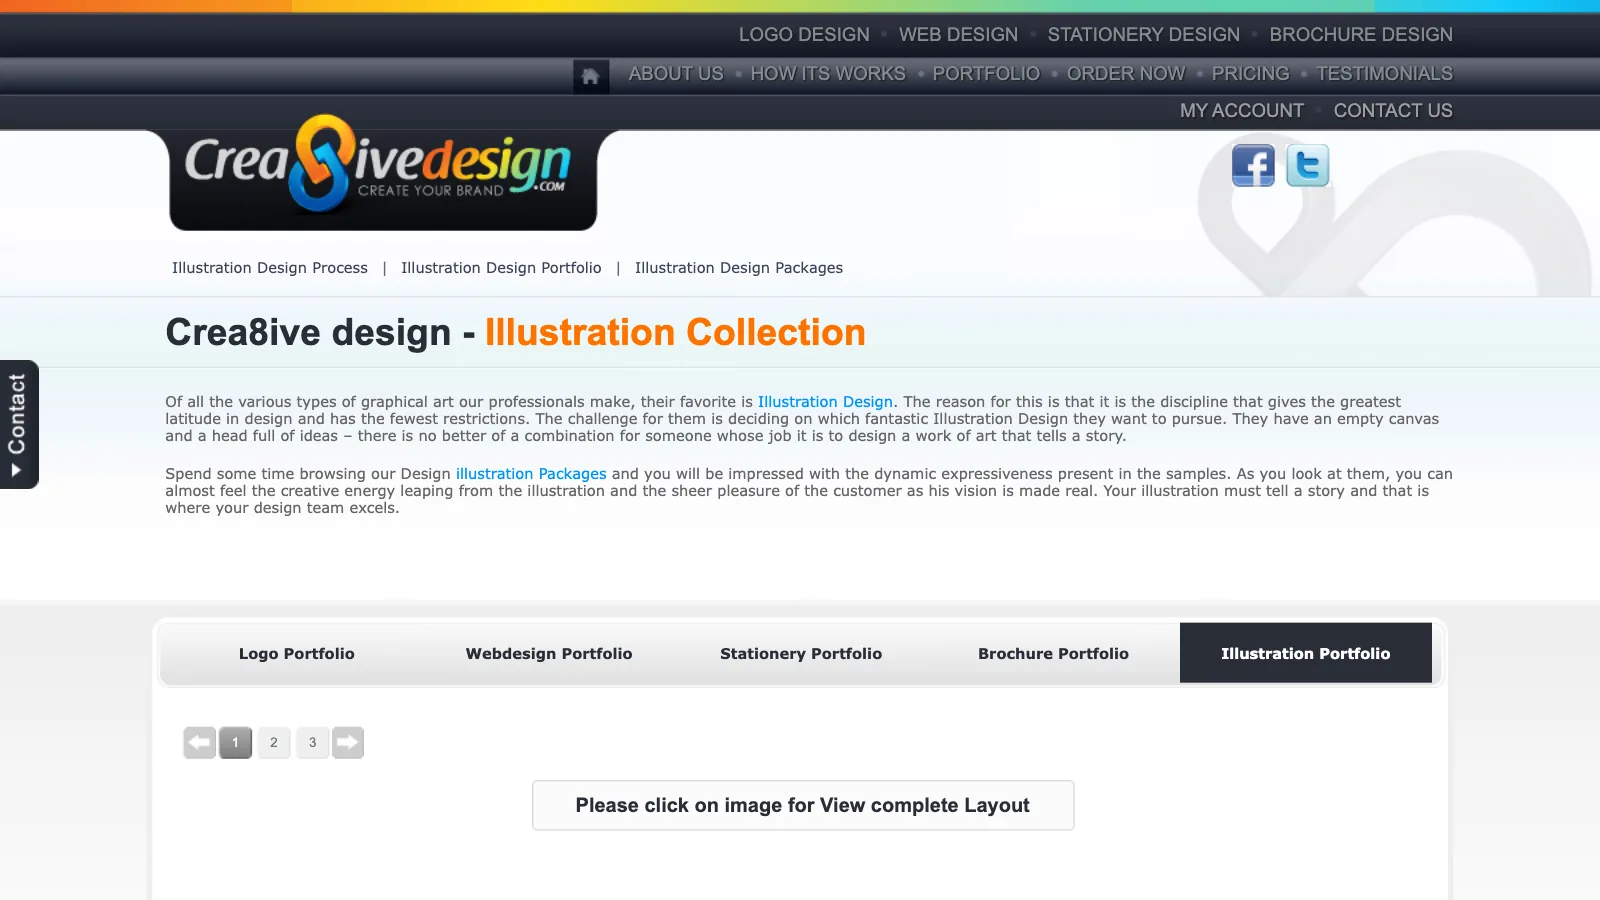 LOGO DESIGN • WEB DESIGN • STATIONERY DESIGN • BROCHURE DESIGN
ABOUT US • HOW ITS WORKS • PORTFOLIO • ORDER NOW • PRICING • TESTIMONIALS
MY ACCOUNT • CONTACT US
Crea8ivedesign
CREATE YOUR BRAND .COM
Illustration Design Process | Illustration Design Portfolio | Illustration Design Packages
Crea8ive design - Illustration Collection
Contact
Of all the various types of graphical art our professionals make, their favorite is Illustration Design. The reason for this is that it is the discipline that gives the greatest
latitude in design and has the fewest restrictions. The challenge for them is deciding on which fantastic Illustration Design they want to pursue. They have an empty canvas
and a head full of ideas – there is no better of a combination for someone whose job it is to design a work of art that tells a story.
Spend some time browsing our Design illustration Packages and you will be impressed with the dynamic expressiveness present in the samples. As you look at them, you can
almost feel the creative energy leaping from the illustration and the sheer pleasure of the customer as his vision is made real. Your illustration must tell a story and that is
where your design team excels.
Logo Portfolio Webdesign Portfolio Stationery Portfolio Brochure Portfolio Illustration Portfolio
1 2 3
Please click on image for View complete Layout